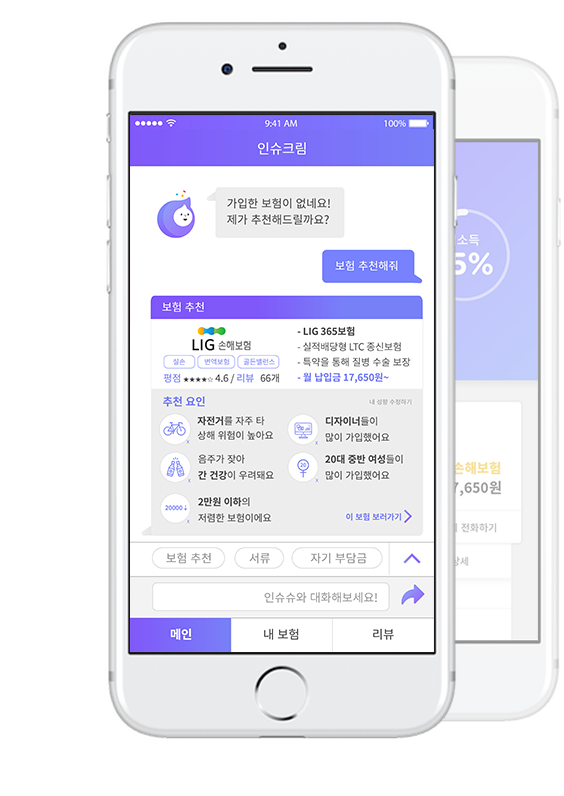 9:41 AM
100%
인슈크림
가입한 보험이 없네요!
제가 추천해드릴까요?
보험 추천해줘
보험 추천
LIG 손해보험
실손 변액보험 골든밸런스
평점 ★★★★☆ 4.6 / 리뷰 66개
- LIG 365보험
- 실적배당형 LTC 종신보험
- 특약을 통해 질병 수술 보장
- 월 납입금 17,650원~
추천 요인
내 성향 수정하기
자전거를 자주 타
상해 위험이 높아요
디자이너들이
많이 가입했어요
음주가 잦아
간 건강이 우려돼요
20
20대 중반 여성들이
많이 가입했어요
20000↓
2만원 이하의
저렴한 보험이에요
이 보험 보러가기
보험 추천 서류 자기 부담금
인슈슈와 대화해보세요!
메인 내 보험 리뷰
소득
5%
손해보험
7,650원
전화하기
상세